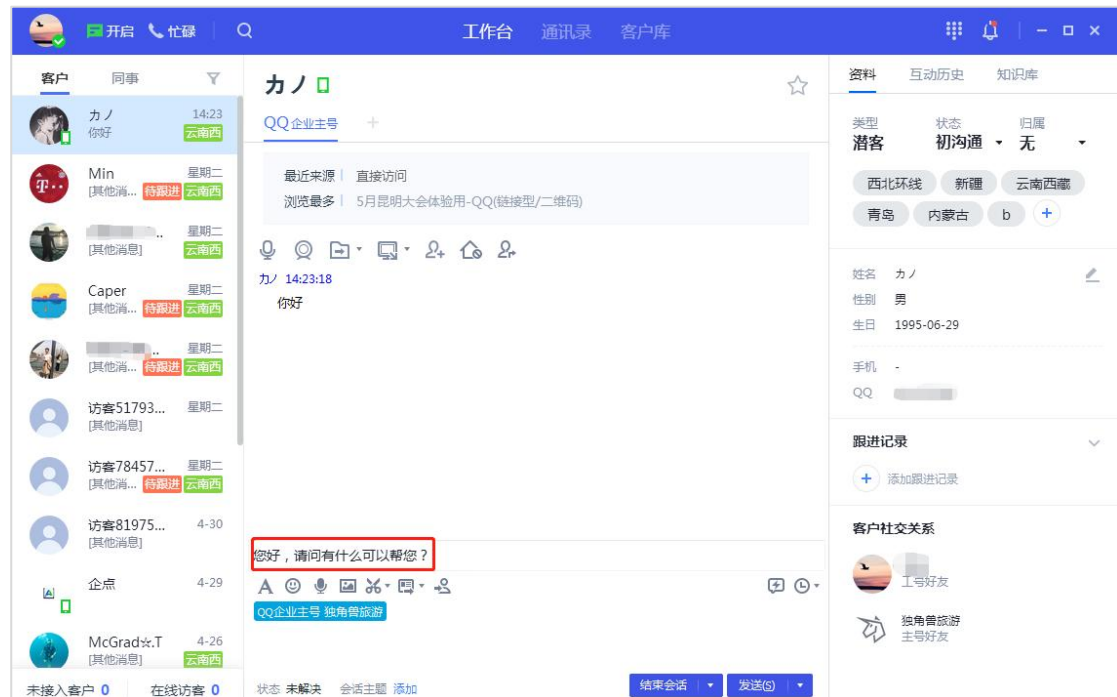 开启 忙碌 工作台 通讯录 客户库
客户 同事
カノ 14:23
你好 云南西
Min 星期二
[其他消... 待跟进 云南西
.. 星期二
[其他消息] 云南西
Caper 星期二
[其他消... 待跟进 云南西
.. 星期二
[其他消... 待跟进 云南西
访客51793... 星期二
[其他消息]
访客78457... 星期二
[其他消... 待跟进 云南西
访客81975... 4-30
[其他消息]
企点 4-29
McGrad☆.T 4-26
[其他消息] 云南西
未接入客户 0 在线访客 0
カノ
QQ企业主号 +
最近来源 直接访问
浏览最多 5月昆明大会体验用-QQ(链接型/二维码)
カノ 14:23:18
你好
您好，请问有什么可以帮您？
QQ企业主号 独角兽旅游
状态 未解决 会话主题 添加 结束会话 发送(S)
资料 互动历史 知识库
类型 状态 归属
潜客 初沟通 无
西北环线 新疆 云南西藏
青岛 内蒙古 b +
姓名 カノ
性别 男
生日 1995-06-29
手机 -
QQ
跟进记录
+ 添加跟进记录
客户社交关系
工号好友
独角兽旅游
主号好友